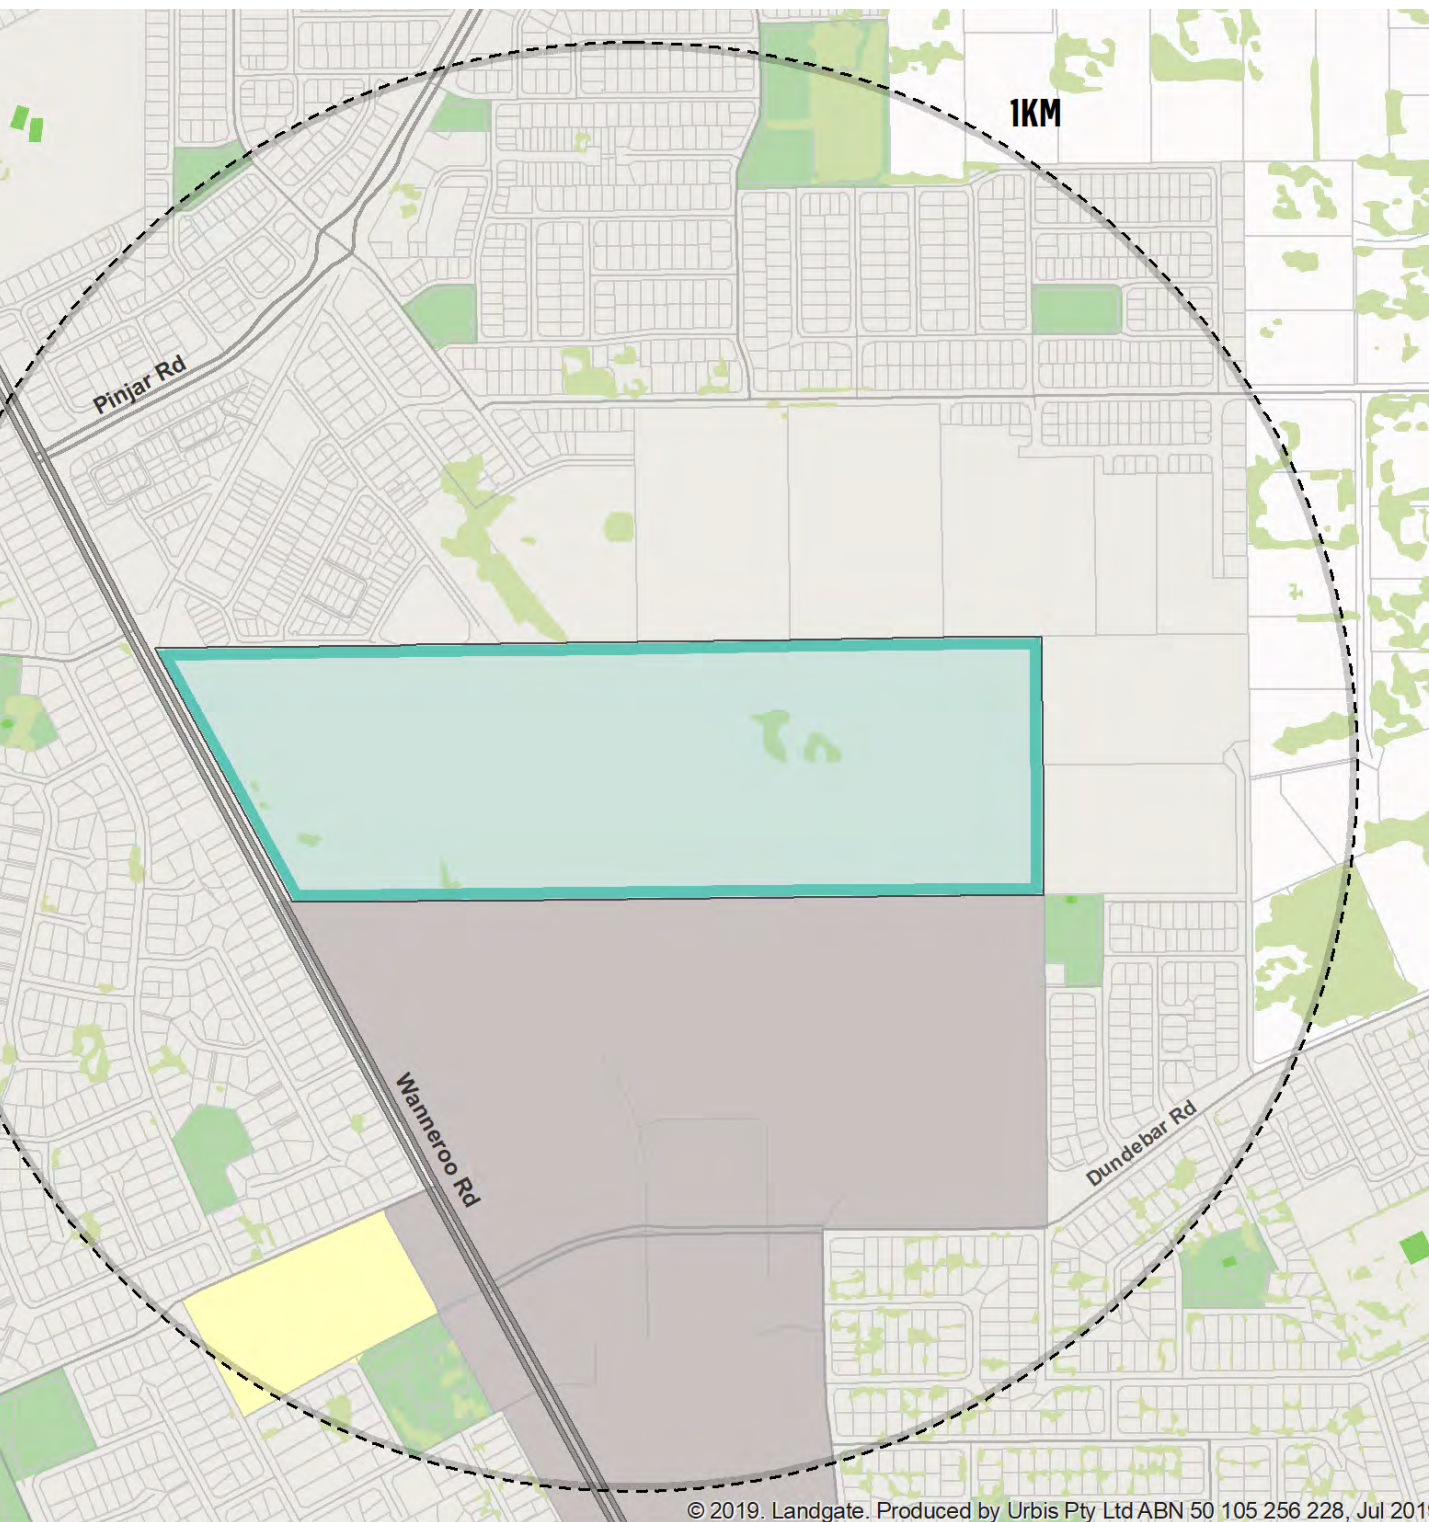 1KM
Pinjar Rd
Wanneroo Rd
Dundebar Rd
© 2019. Landgate. Produced by Urbis Pty Ltd ABN 50 105 256 228, Jul 2019